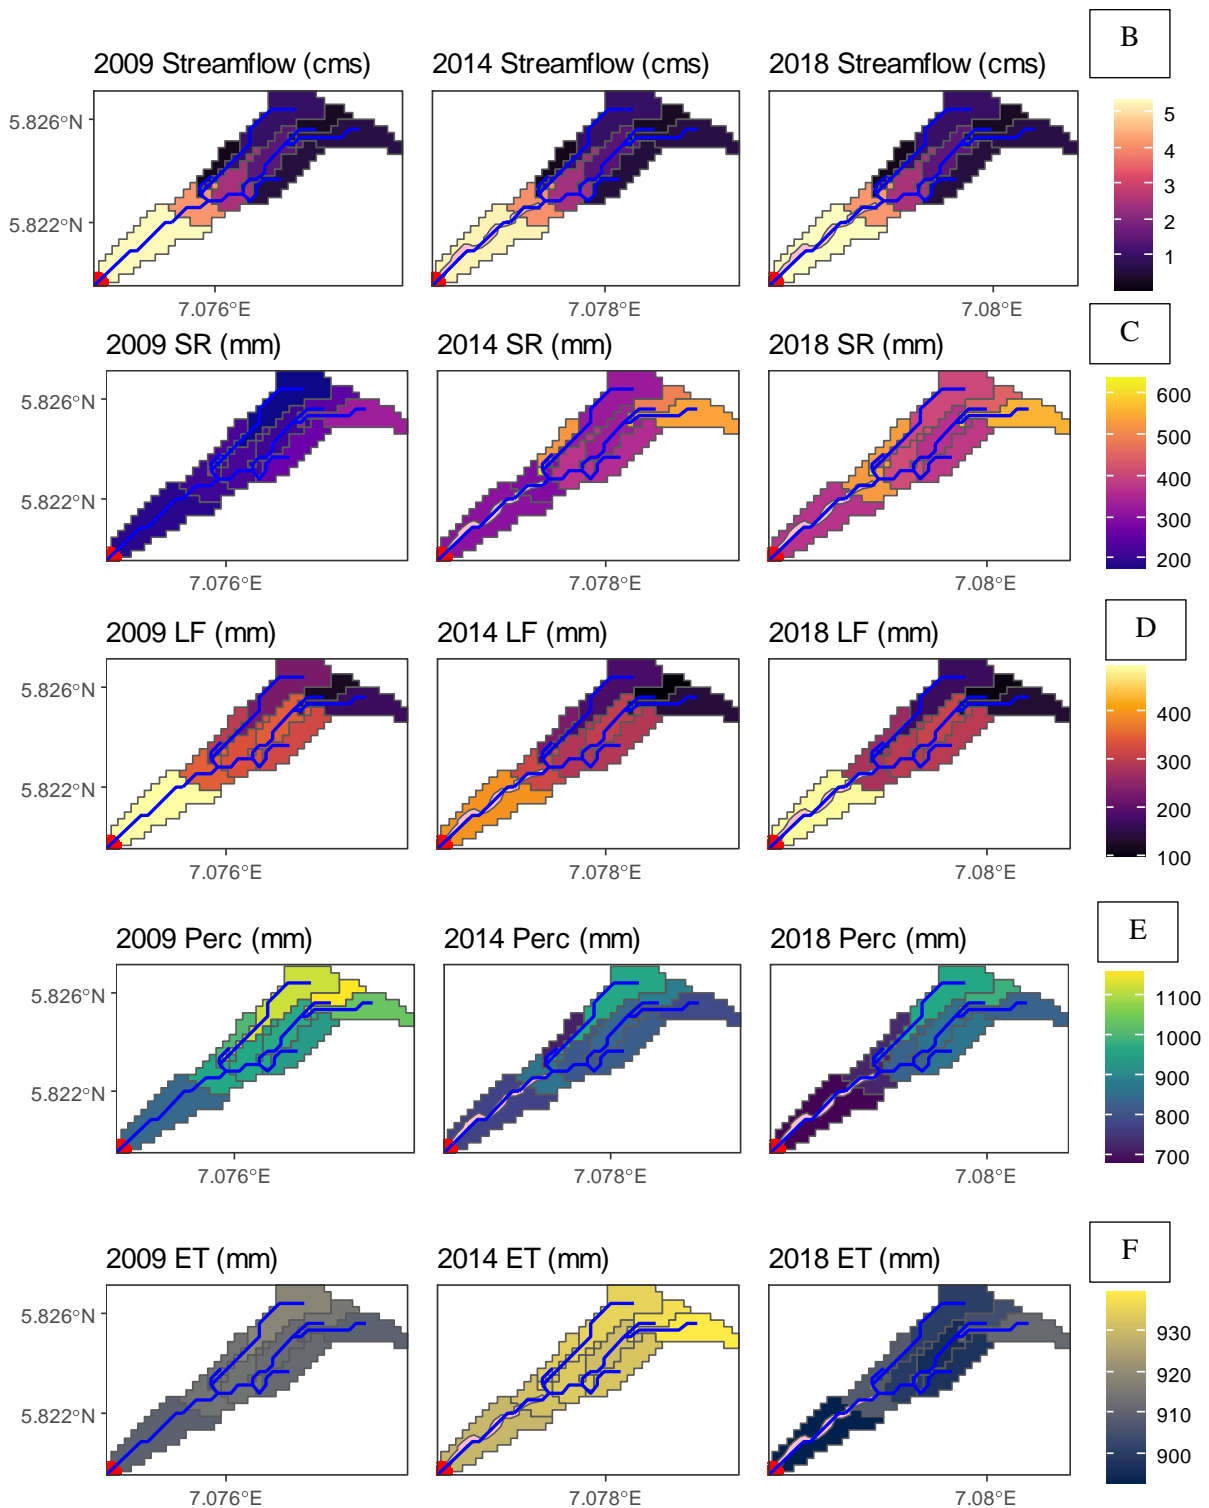 B
2009 Streamflow (cms) 2014 Streamflow (cms) 2018 Streamflow (cms)
5.826°N
5.822°N
7.076°E 7.078°E 7.08°E
5
4
3
2
1
C
2009 SR (mm) 2014 SR (mm) 2018 SR (mm)
5.826°N
5.822°N
7.076°E 7.078°E 7.08°E
600
500
400
300
200
D
2009 LF (mm) 2014 LF (mm) 2018 LF (mm)
5.826°N
5.822°N
7.076°E 7.078°E 7.08°E
400
300
200
100
E
2009 Perc (mm) 2014 Perc (mm) 2018 Perc (mm)
5.826°N
5.822°N
7.076°E 7.078°E 7.08°E
1100
1000
900
800
700
F
2009 ET (mm) 2014 ET (mm) 2018 ET (mm)
5.826°N
5.822°N
7.076°E 7.078°E 7.08°E
930
920
910
900